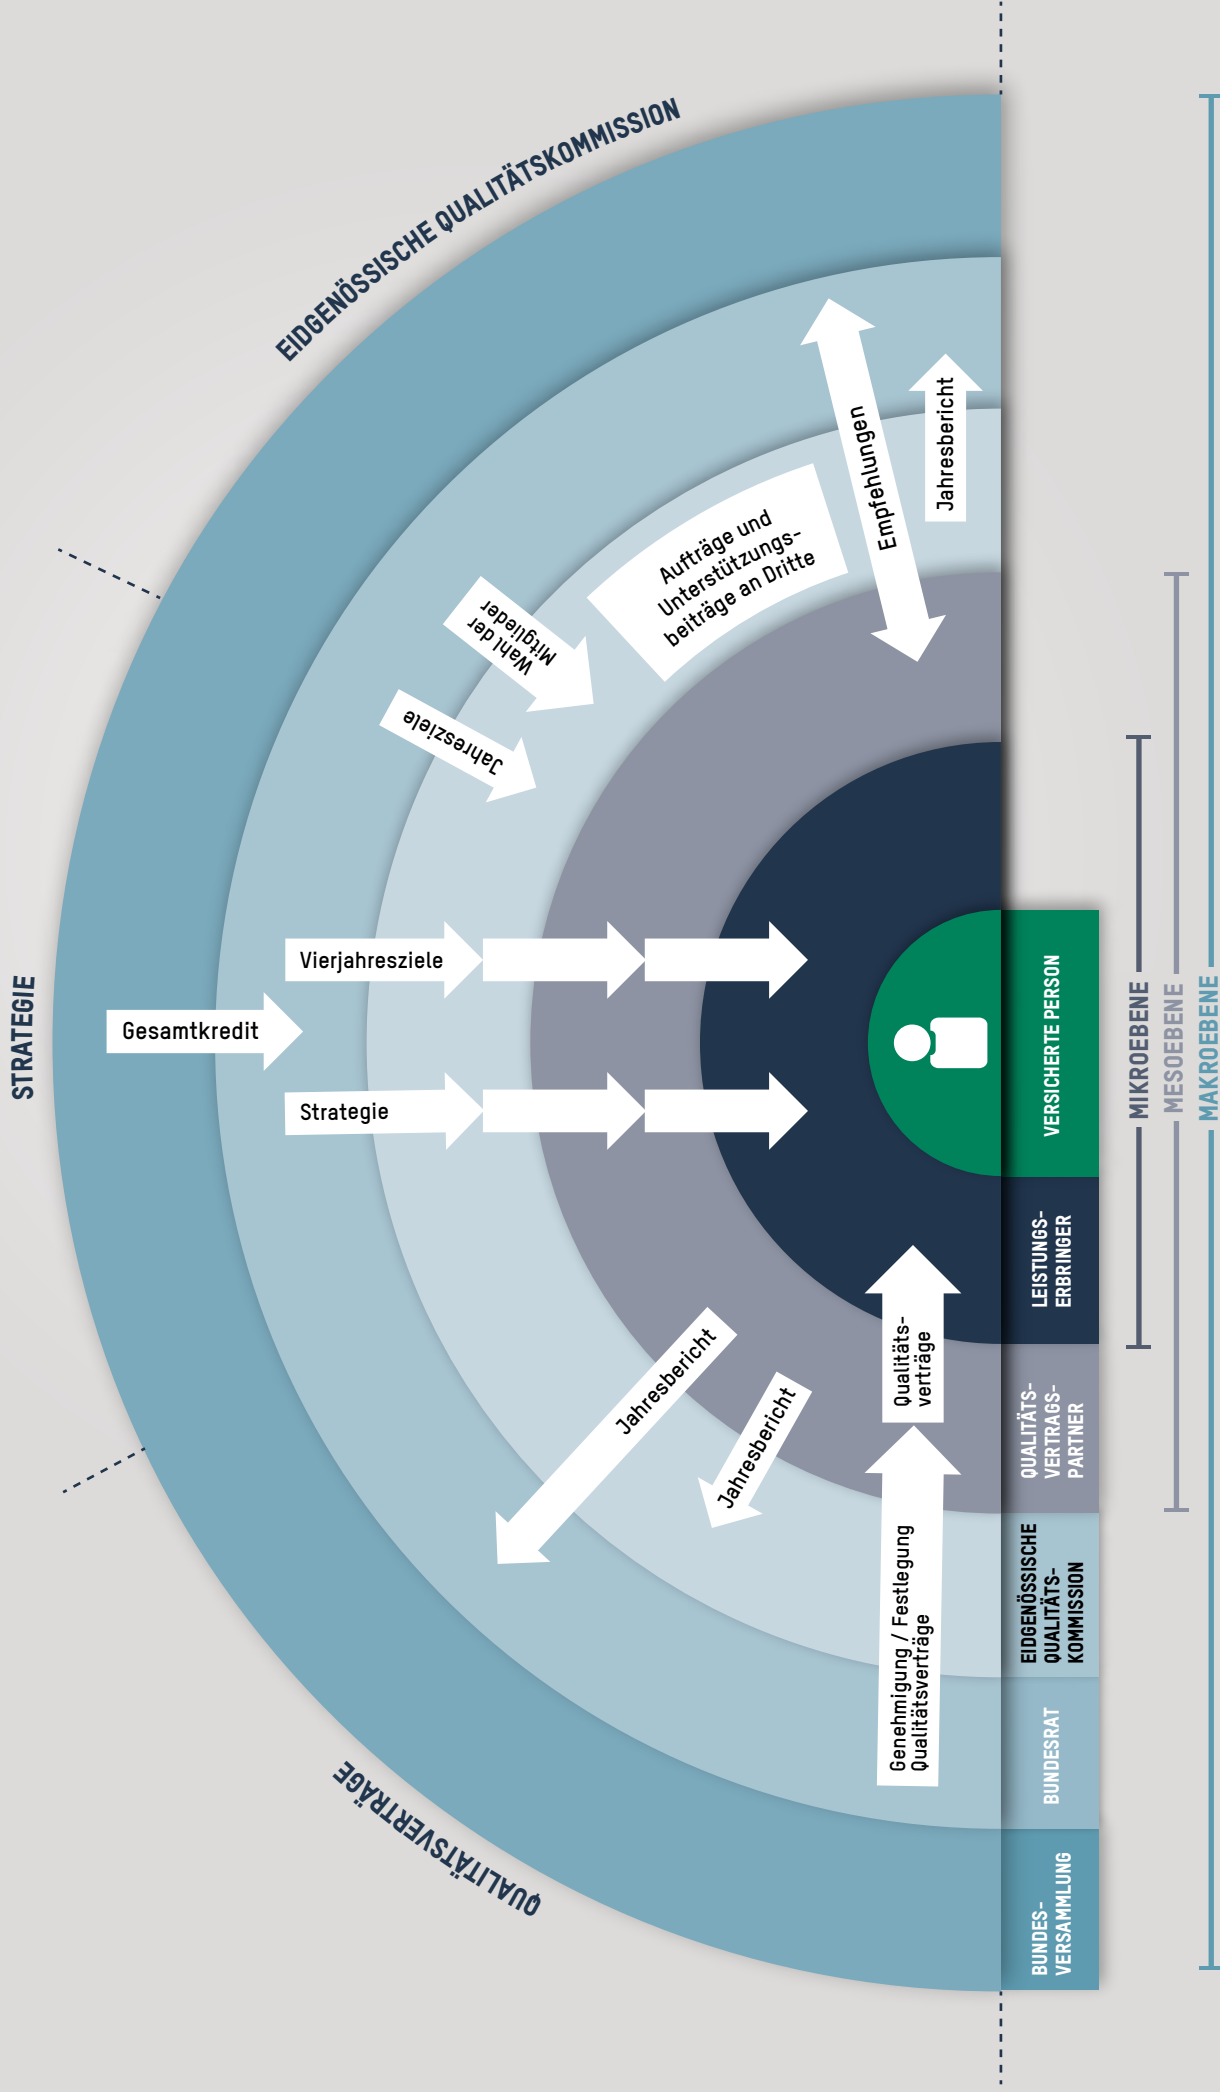 EIDGENÖSSISCHE QUALITÄTSKOMMISSION
STRATEGIE
QUALITÄTSVERTRÄGE
Empfehlungen
Jahresbericht
Aufträge und
Unterstützungs-
beiträge an Dritte
Wahl der
Mitglieder
Jahresziele
Vierjahresziele
Gesamtkredit
Strategie
Jahresbericht
Jahresbericht
Qualitäts-
verträge
Genehmigung / Festlegung
Qualitätsverträge
VERSICHERTE PERSON
LEISTUNGS-
ERBRINGER
QUALITÄTS-
VERTRAGS-
PARTNER
EIDGENÖSSISCHE
QUALITÄTS-
KOMMISSION
BUNDESRAT
BUNDES-
VERSAMMLUNG
MIKROEBENE
MESOEBENE
MAKROEBENE